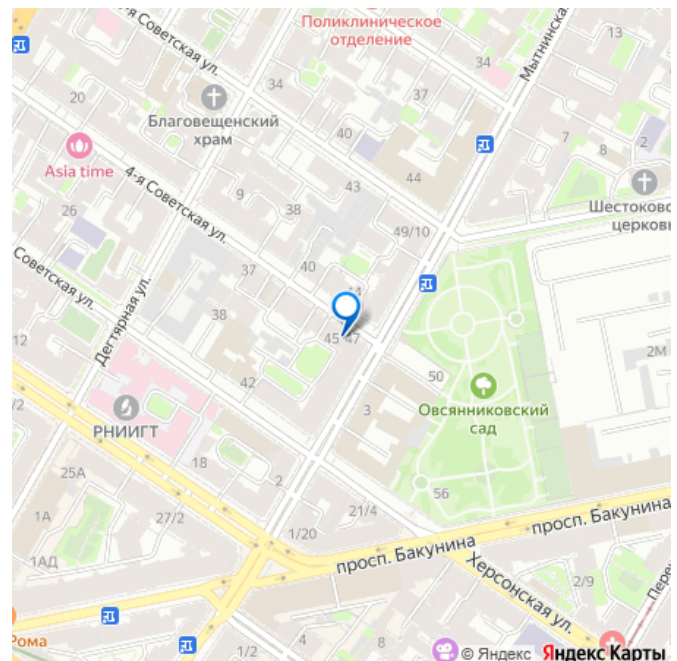 Поликлиническое
отделение
Советская ул.
34
34
Мытнинская
20
Благовещенский
храм
40
7
8
2
Asia time
4-я Советская ул.
9
43
44
Шестоковс
церковь
26
38
49/10
Советская ул.
37
40
44
Дегтярная ул.
38
45
47
2М
12
42
50
Овсянниковский
сад
3
РНИИГТ
/2
18
2
56
25А
21/4
1А
27/2
1/20
просп. Бакунина
просп. Бакунина
1АД
Херсонская ул.
2/9
Рома
4
8
1/2
© Яндекс Яндекс Карты